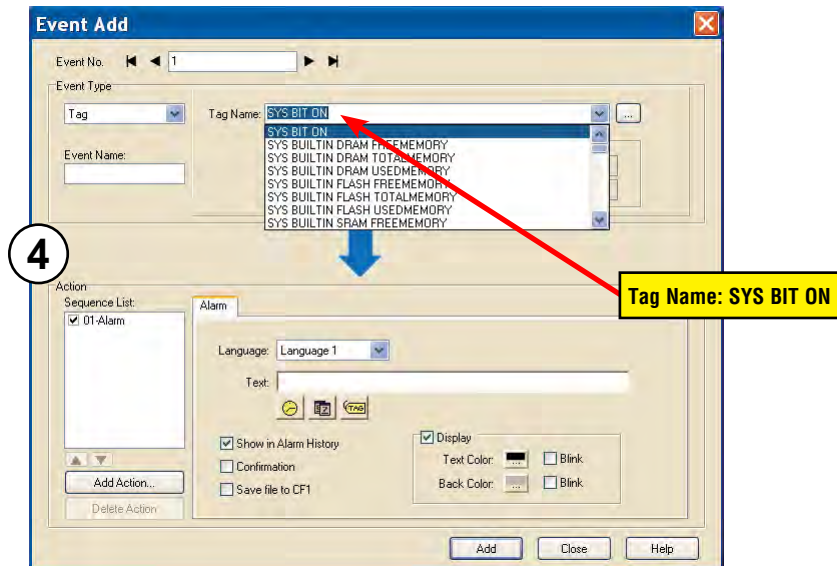 Event Add
Event No. 1
Event Type
Tag
Tag Name: SYS BIT ON
...
SYS BIT ON
SYS BUILTIN DRAM FREEMEMORY
SYS BUILTIN DRAM TOTALMEMORY
SYS BUILTIN DRAM USEDMEMORY
SYS BUILTIN FLASH FREEMEMORY
SYS BUILTIN FLASH TOTALMEMORY
SYS BUILTIN FLASH USEDMEMORY
SYS BUILTIN SRAM FREEMEMORY
Event Name:
4
Tag Name: SYS BIT ON
Action
Sequence List:
01-Alarm
Alarm
Language: Language 1
Text:
TAG
Show in Alarm History
Confirmation
Save file to CF1
Display
Text Color: ... Blink
Back Color: ... Blink
Add Action...
Delete Action
Add Close Help